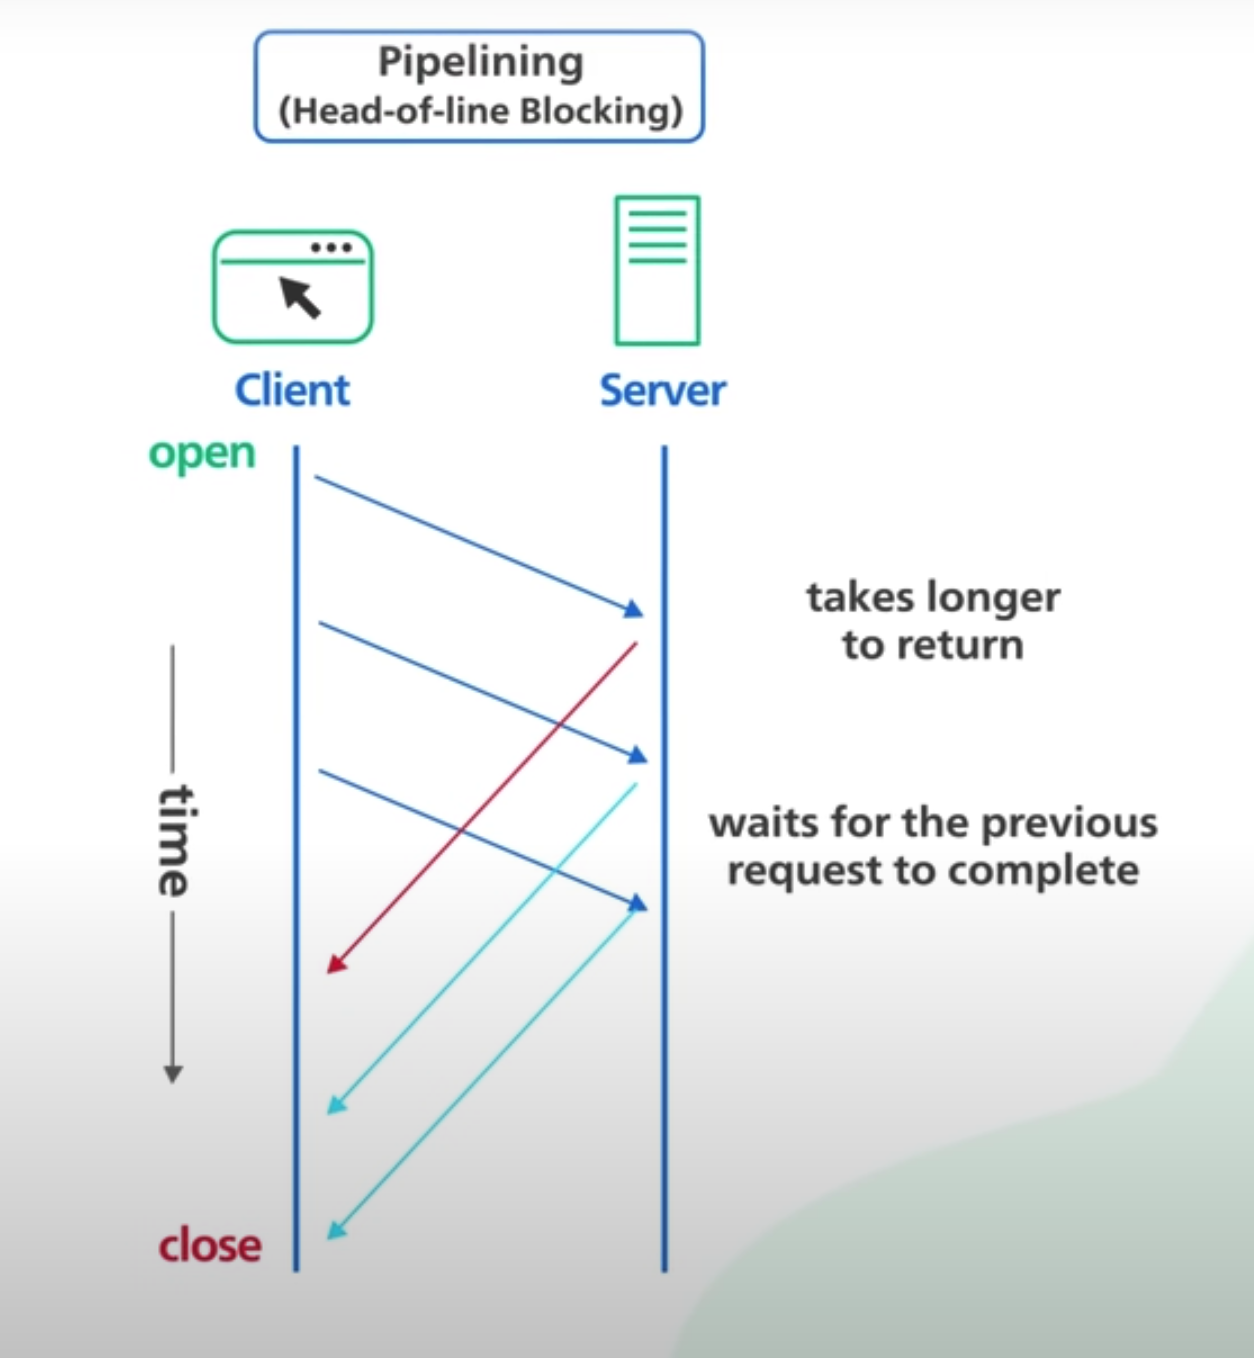 Pipelining
(Head-of-line Blocking)
Client
Server
open
takes longer
to return
time
waits for the previous
request to complete
close